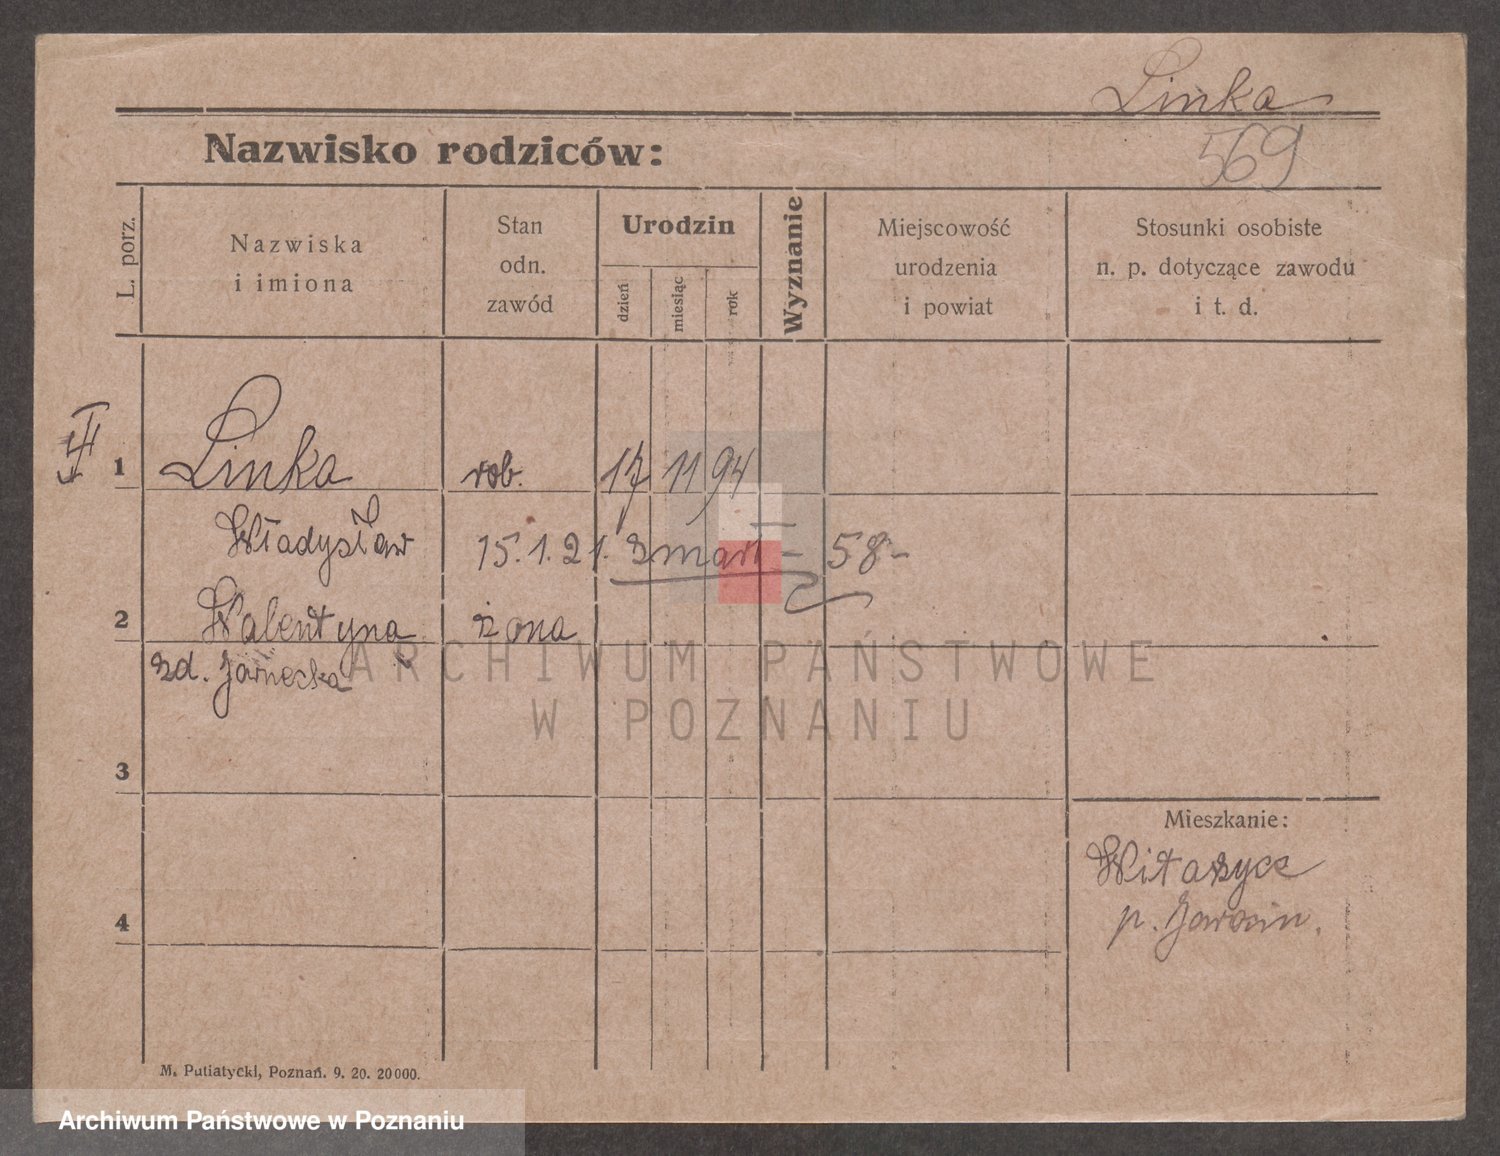 Linka
569
Nazwisko rodziców:
L. porz.
Nazwiska
i imiona
Stan
odn.
zawód
Urodzin
dzień
miesiąc
rok
Wyznanie
Miejscowość
urodzenia
i powiat
Stosunki osobiste
n. p. dotyczące zawodu
i t. d.
1
Linka rob. 17 11 94
Władysław 15.1.21. zmarł – 58 –
2
Walentyna żona
zd.
ARCHIWUM PAŃSTWOWE
W POZNANIU
3
4
Mieszkanie:
Witaszyce
p. Jarocin.
M. Putiatycki, Poznań. 9. 20. 20000.
Archiwum Państwowe w Poznaniu